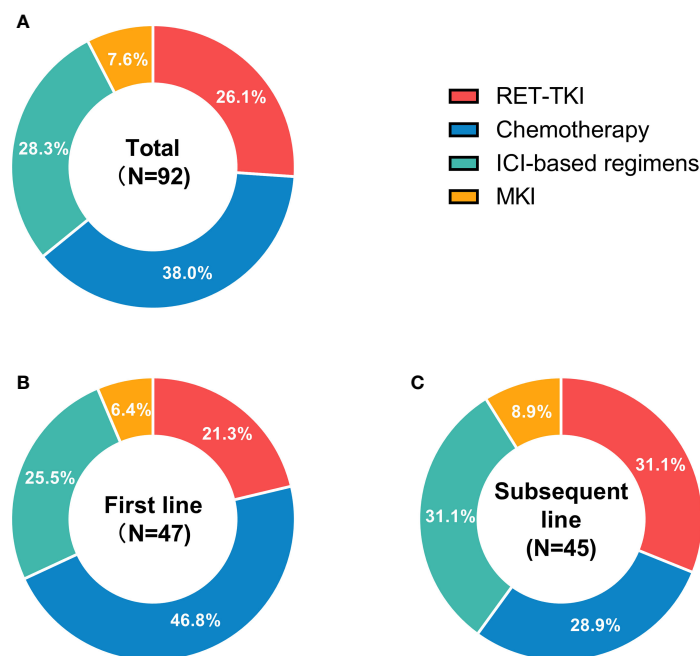 A
7.6%
26.1%
28.3%
Total
（N=92)
38.0%
RET-TKI
Chemotherapy
ICI-based regimens
MKI
B
6.4%
21.3%
25.5%
First line
（N=47)
46.8%
C
8.9%
31.1%
31.1%
Subsequent
line
(N=45)
28.9%